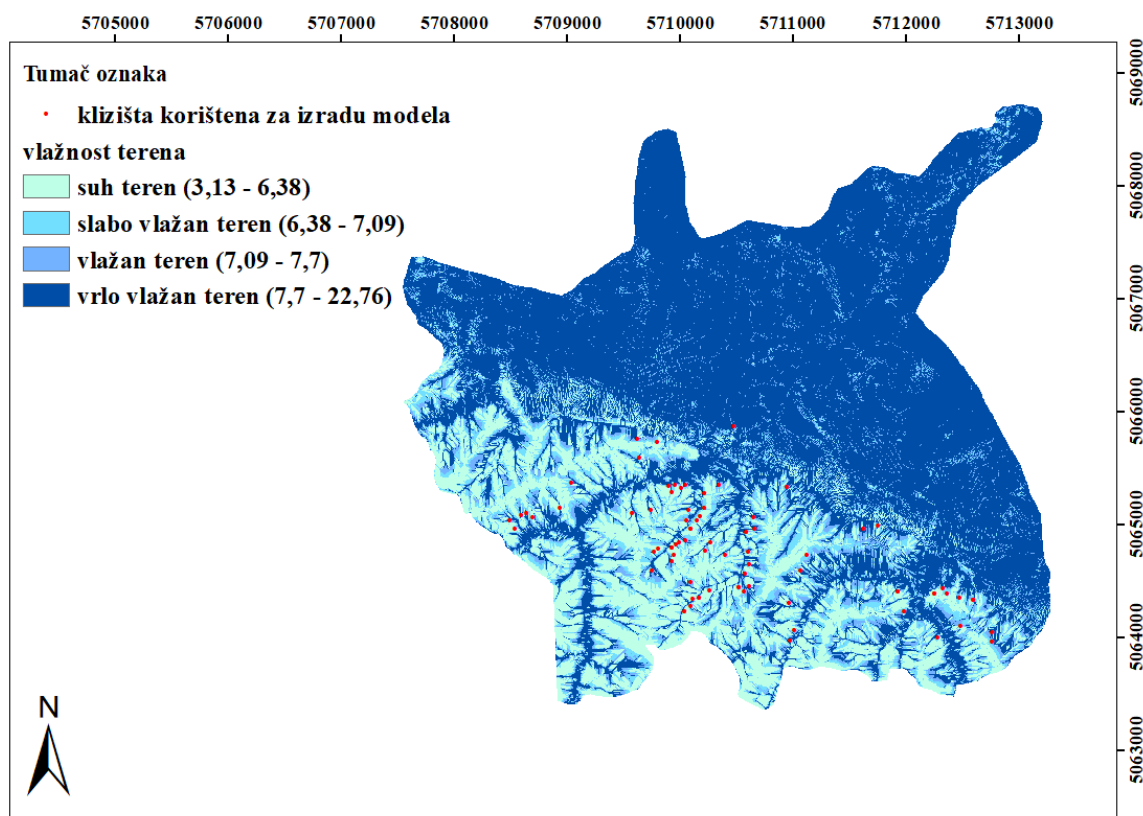 5705000 5706000 5707000 5708000 5709000 5710000 5711000 5712000 5713000
Tumač oznaka
klizišta korištena za izradu modela
vlažnost terena
suh teren (3,13 - 6,38)
slabo vlažan teren (6,38 - 7,09)
vlažan teren (7,09 - 7,7)
vrlo vlažan teren (7,7 - 22,76)
5069000
5068000
5067000
5066000
5065000
5064000
5063000
N